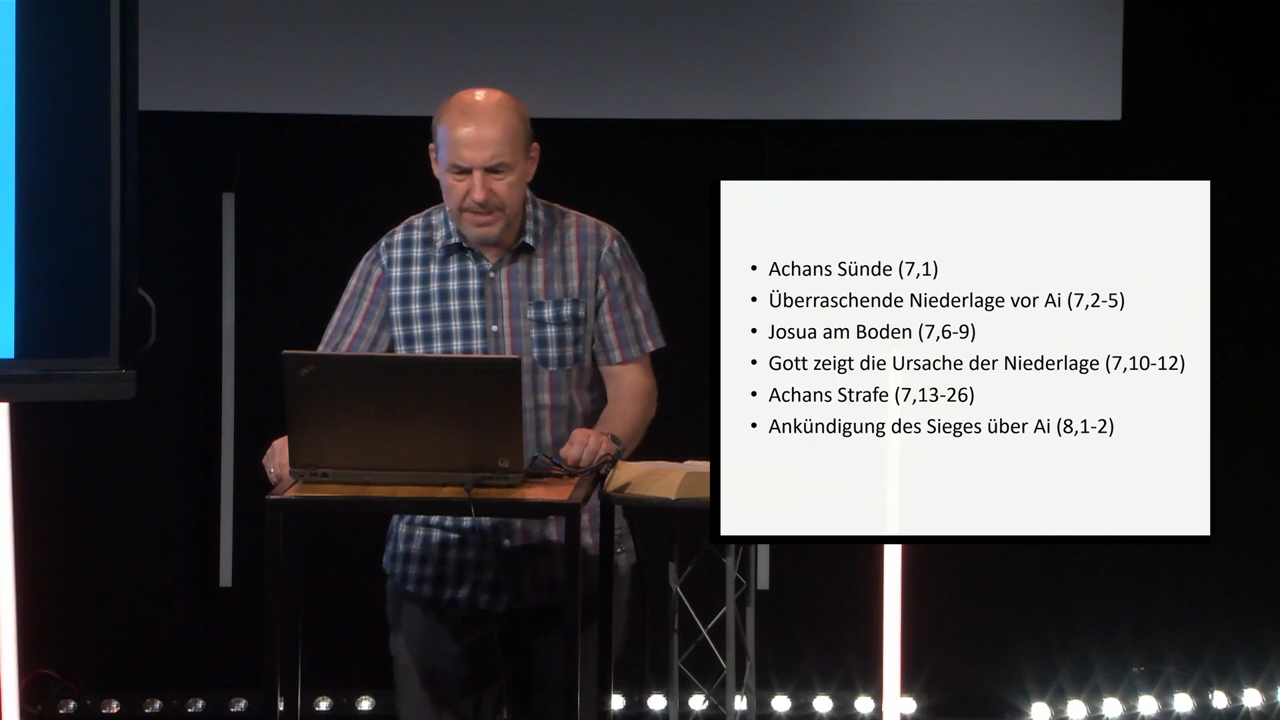 • Achans Sünde (7,1)
• Überraschende Niederlage vor Ai (7,2-5)
• Josua am Boden (7,6-9)
• Gott zeigt die Ursache der Niederlage (7,10-12)
• Achans Strafe (7,13-26)
• Ankündigung des Sieges über Ai (8,1-2)